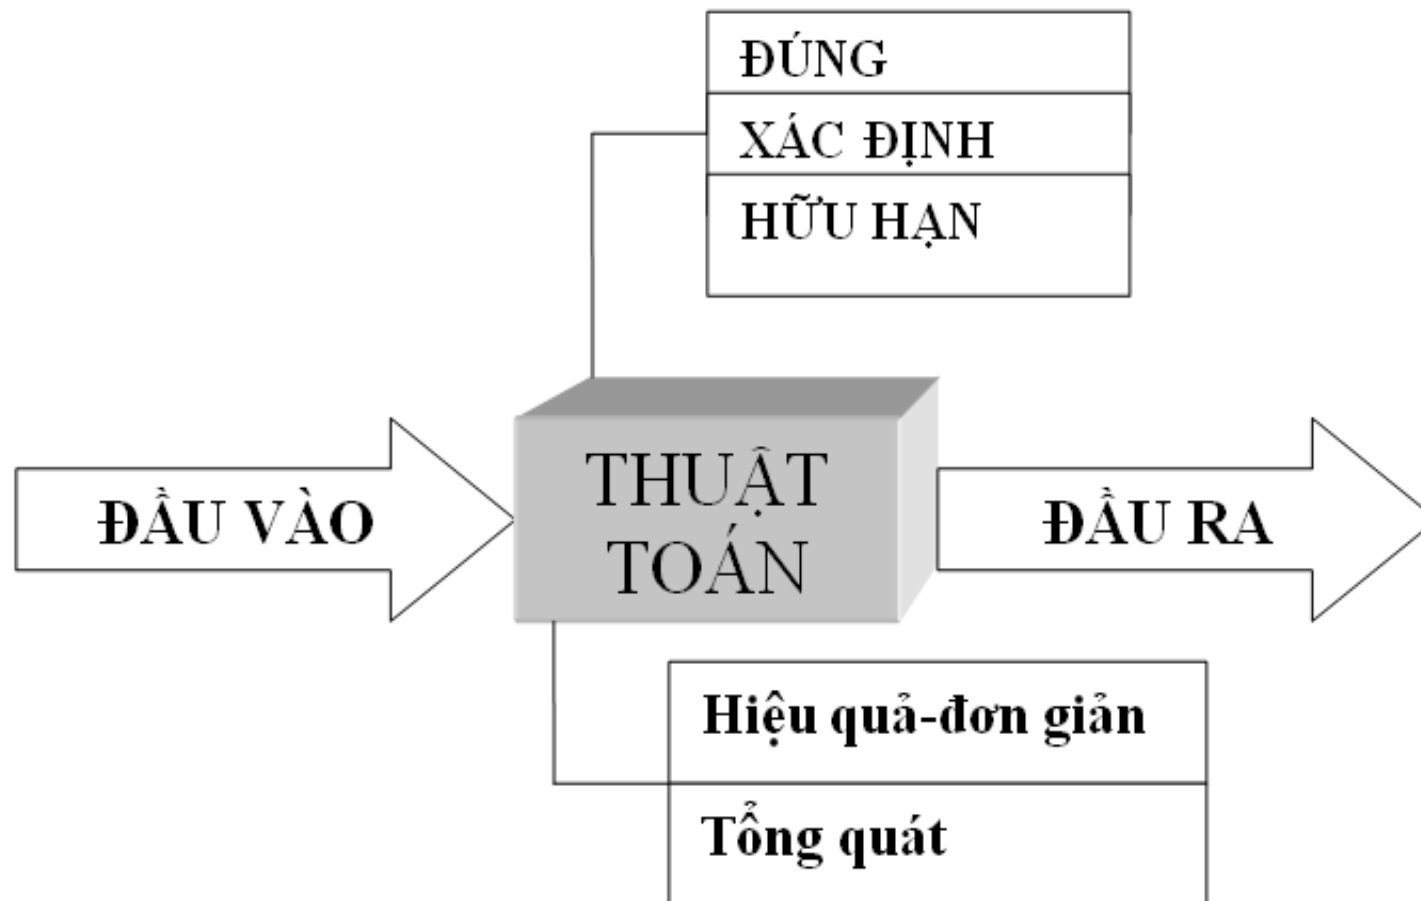 ĐÚNG
XÁC ĐỊNH
HỮU HẠN
ĐẦU VÀO
THUẬT
TOÁN
ĐẦU RA
Hiệu quả-đơn giản
Tổng quát